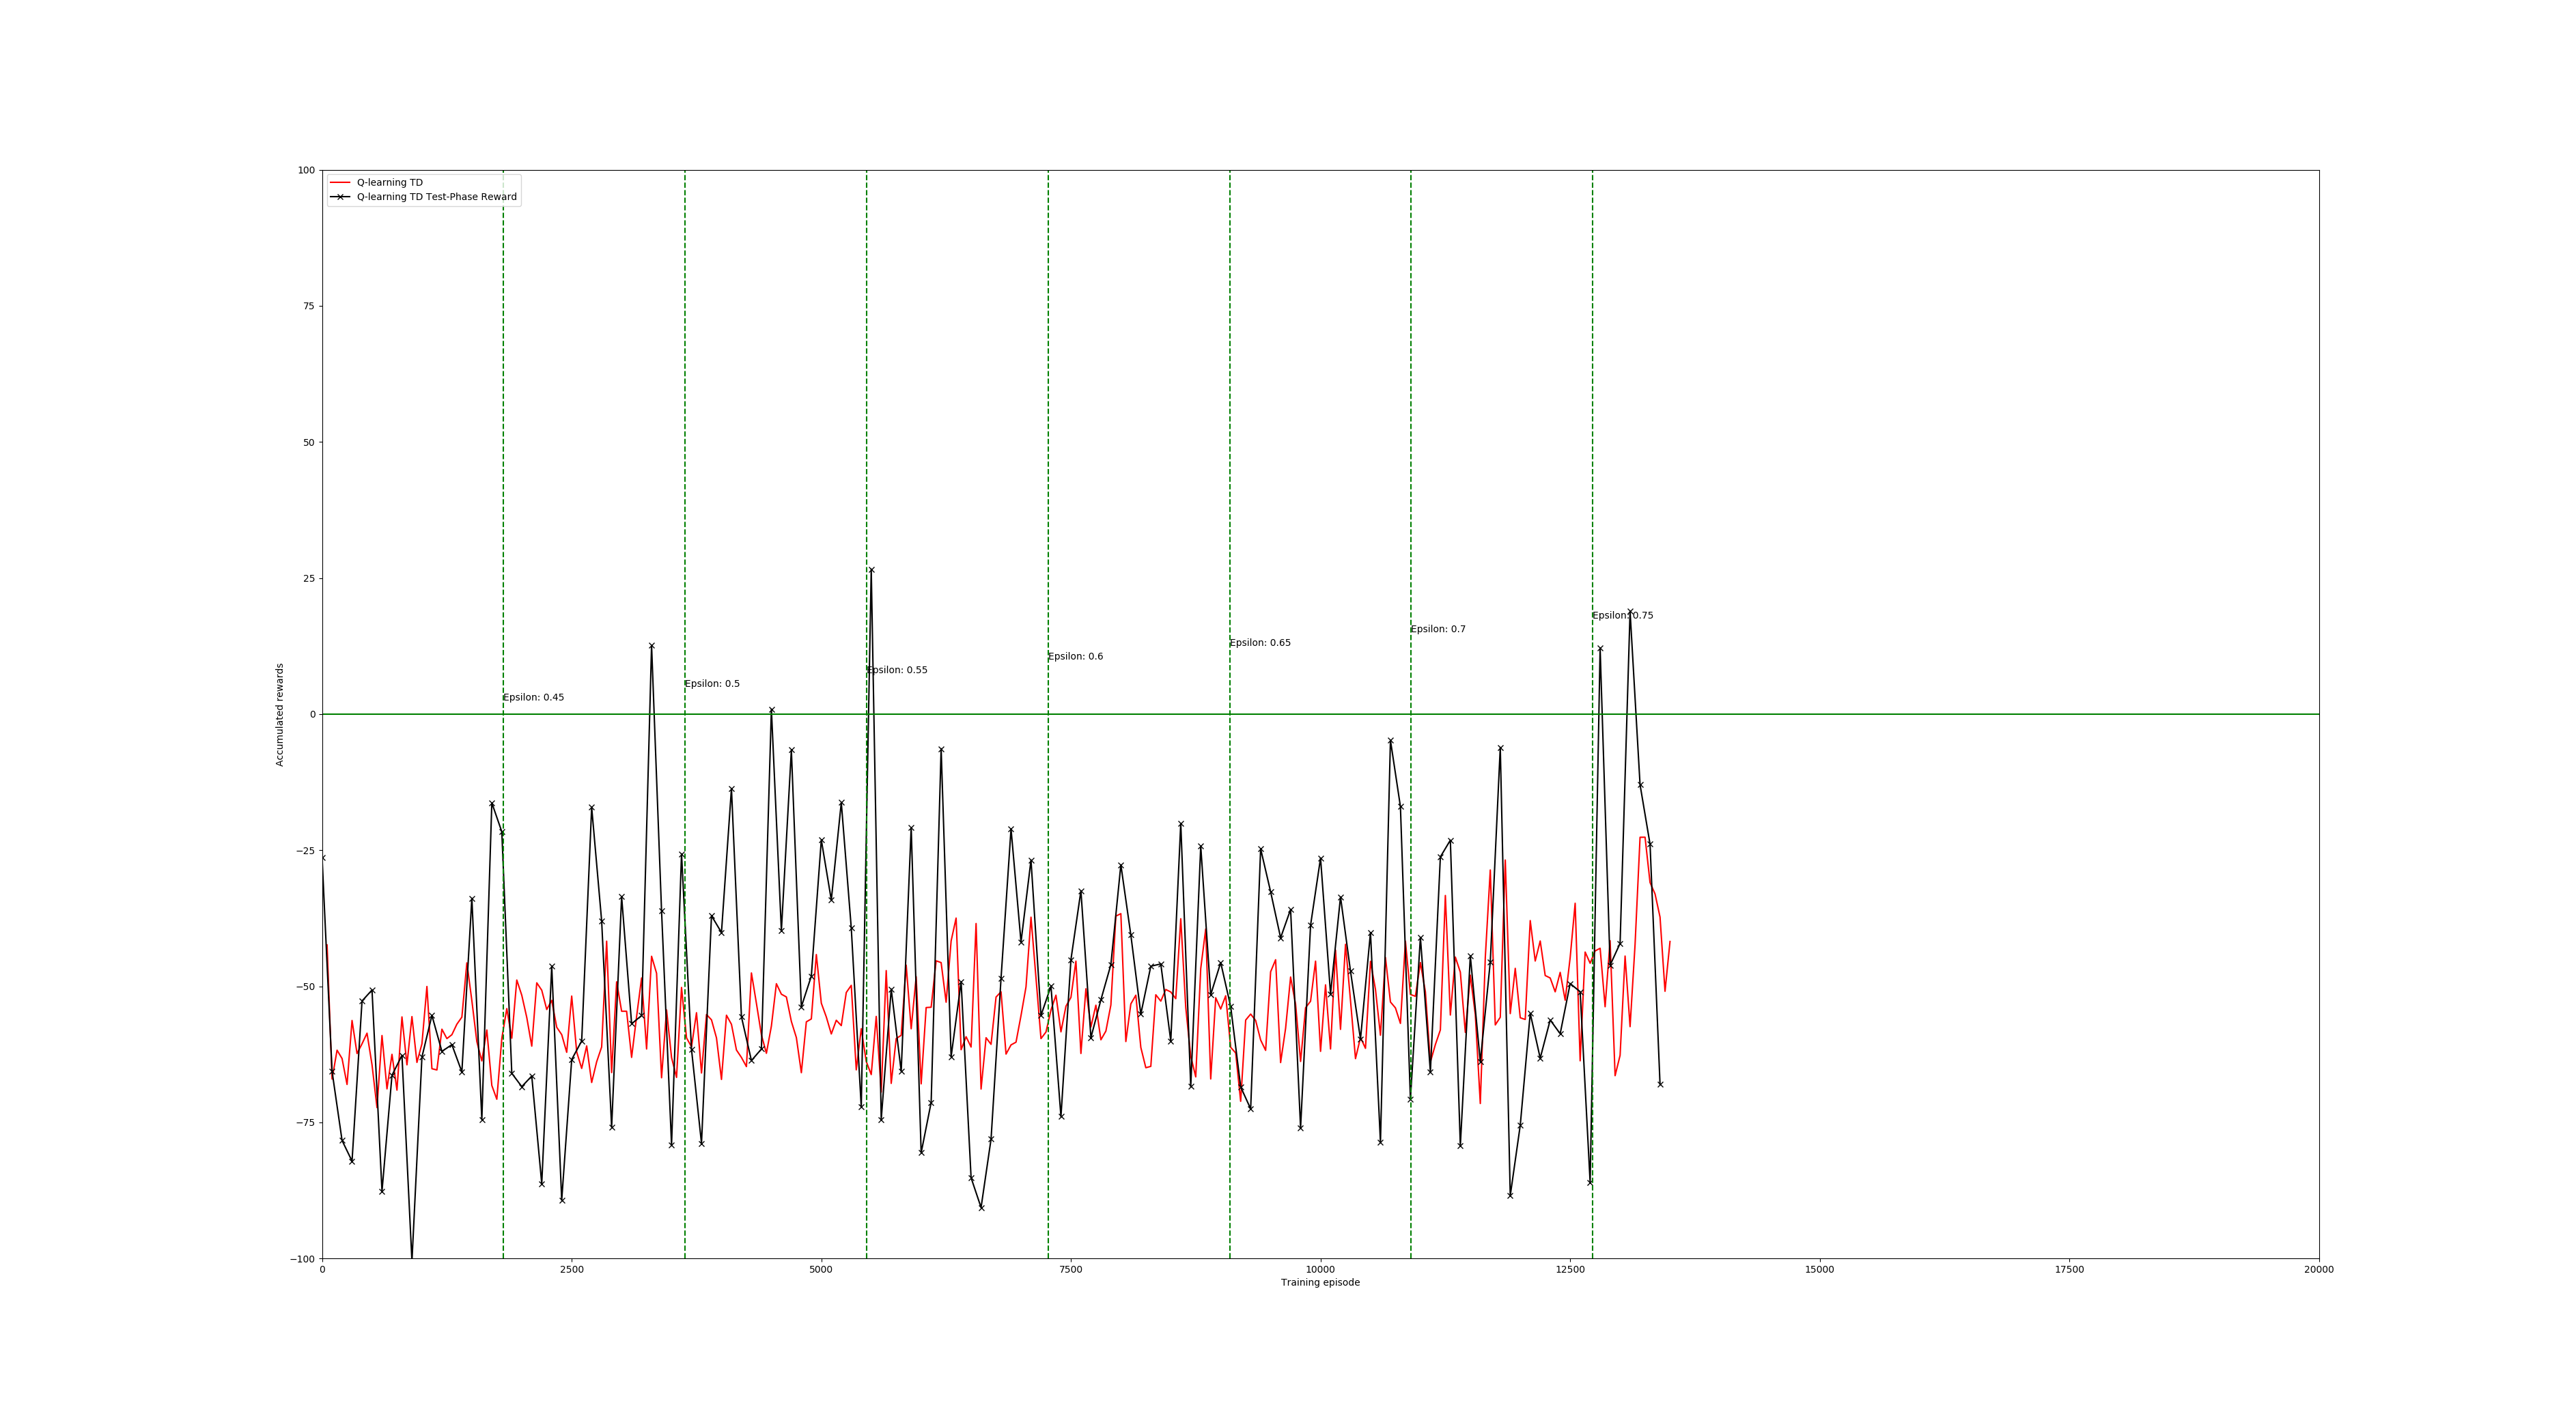 100
Q-learning TD
Q-learning TD Test-Phase Reward
75
50
25
Epsilon: 0.75
Epsilon: 0.7
Epsilon: 0.65
Epsilon: 0.6
Epsilon: 0.55
Epsilon: 0.5
Epsilon: 0.45
0
Accumulated rewards
−25
−50
−75
−100
0 2500 5000 7500 10000 12500 15000 17500 20000
Training episode